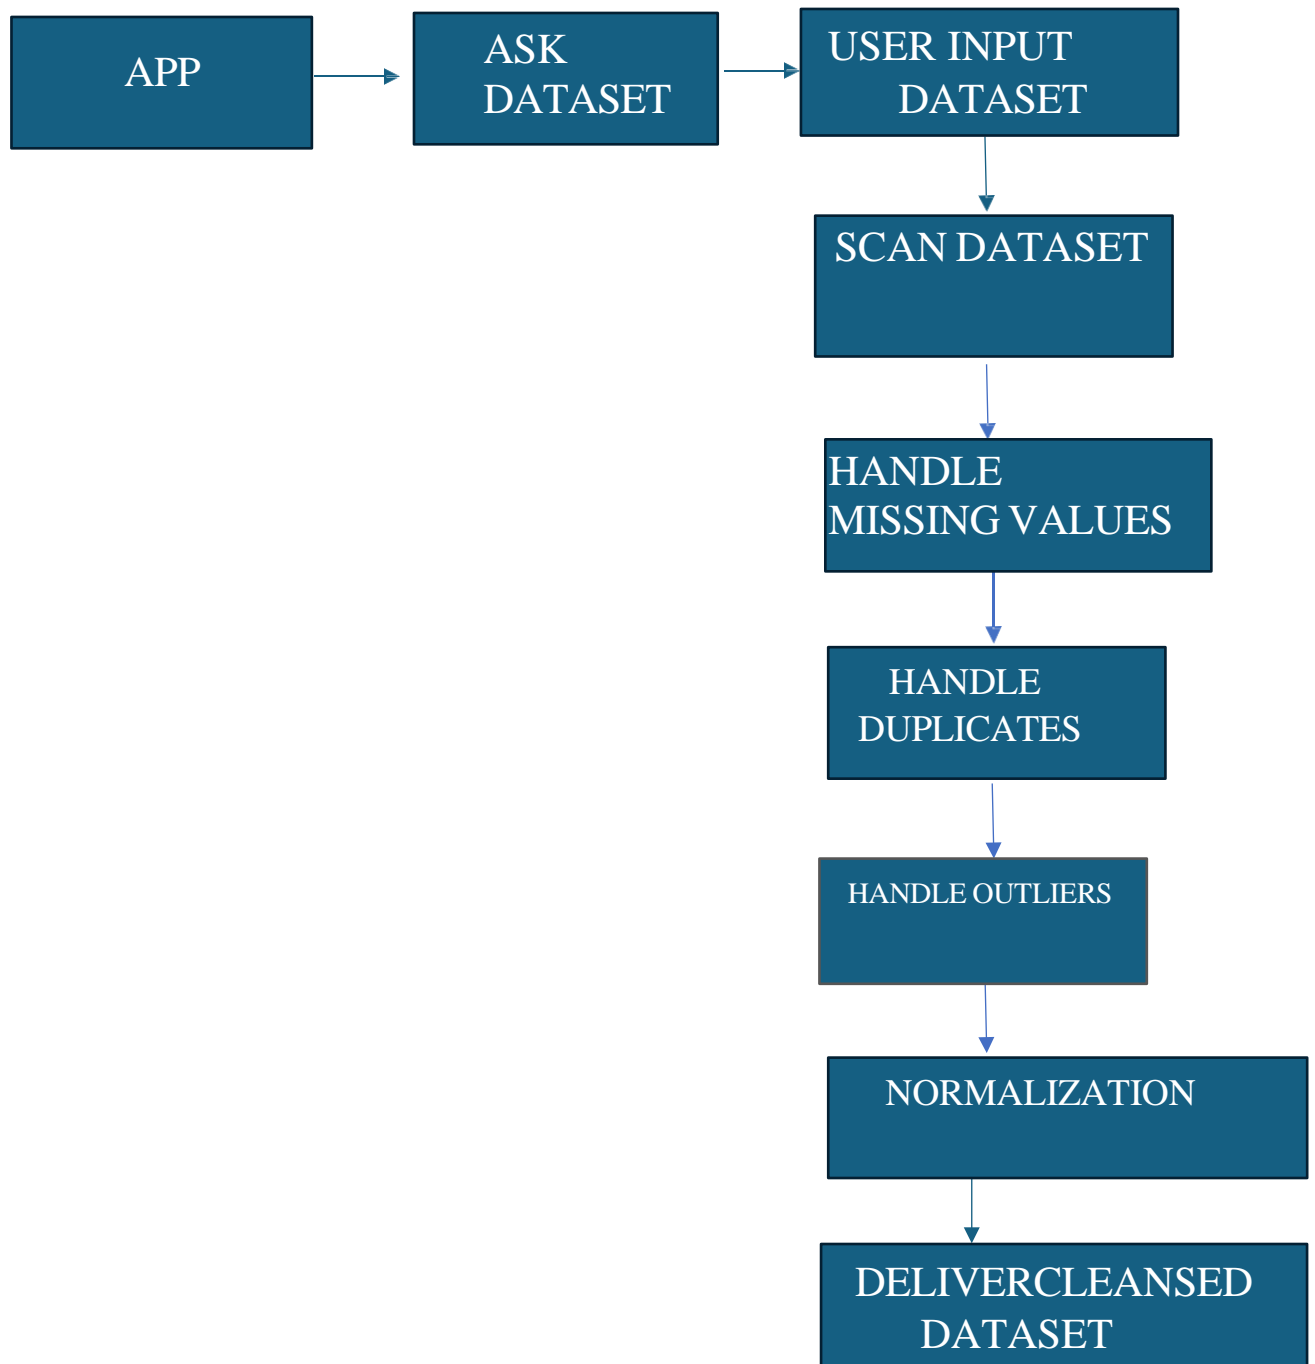 APP
ASK
DATASET
USER INPUT
DATASET
SCAN DATASET
HANDLE
MISSING VALUES
HANDLE
DUPLICATES
HANDLE OUTLIERS
NORMALIZATION
DELIVERCLEANSED
DATASET